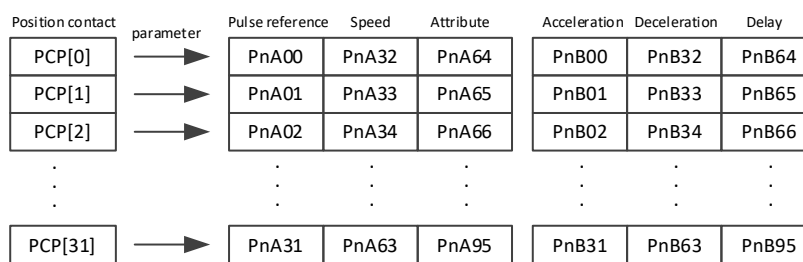 Position contact parameter Pulse reference Speed Attribute Acceleration Deceleration Delay
PCP[0] PnA00 PnA32 PnA64 PnB00 PnB32 PnB64
PCP[1] PnA01 PnA33 PnA65 PnB01 PnB33 PnB65
PCP[2] PnA02 PnA34 PnA66 PnB02 PnB34 PnB66
PCP[31] PnA31 PnA63 PnA95 PnB31 PnB63 PnB95